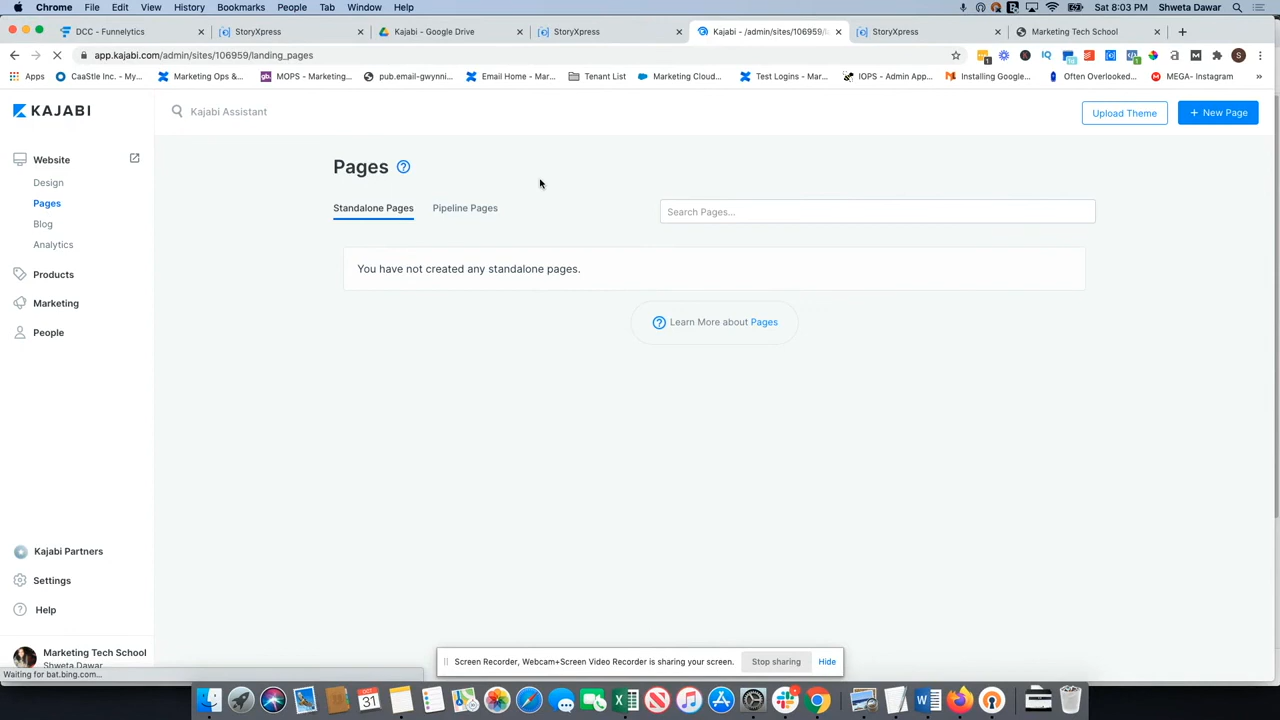 Chrome File Edit View History Bookmarks People Tab Window Help Sat 8:03 PM Shweta Dawar
DCC - Funnelytics StoryXpress Kajabi - Google Drive StoryXpress Kajabi - /admin/sites/106959/ StoryXpress Marketing Tech School
app.kajabi.com/admin/sites/106959/landing_pages
Apps CaaStle Inc. - My... Marketing Ops &... MOPS - Marketing... pub.email-gwynni... Email Home - Mar... Tenant List Marketing Cloud... Test Logins - Mar... IOPS - Admin App... Installing Google... Often Overlooked... MEGA- Instagram »
KAJABI
Kajabi Assistant
Upload Theme
+ New Page
Website
Design
Pages
Blog
Analytics
Products
Marketing
People
Pages ?
Standalone Pages Pipeline Pages
Search Pages...
You have not created any standalone pages.
? Learn More about Pages
Kajabi Partners
Settings
? Help
Marketing Tech School
Shweta Dawar
Waiting for bat.bing.com...
Screen Recorder, Webcam+Screen Video Recorder is sharing your screen. Stop sharing Hide